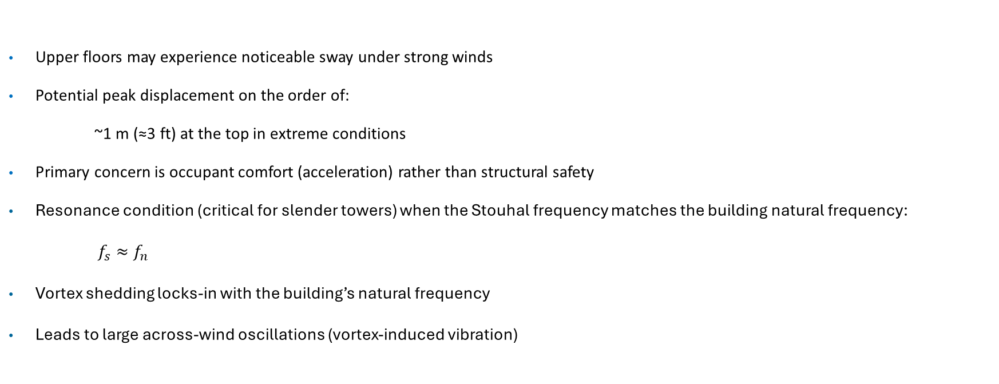 • Upper floors may experience noticeable sway under strong winds
• Potential peak displacement on the order of:
~1 m (≈3 ft) at the top in extreme conditions
• Primary concern is occupant comfort (acceleration) rather than structural safety
• Resonance condition (critical for slender towers) when the Stouhal frequency matches the building natural frequency:
fₛ ≈ fₙ
• Vortex shedding locks-in with the building’s natural frequency
• Leads to large across-wind oscillations (vortex-induced vibration)